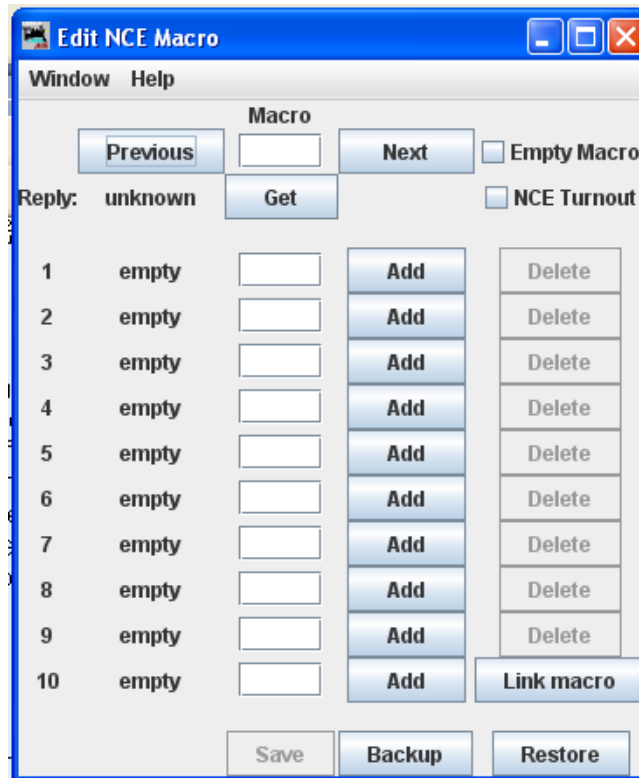 Edit NCE Macro
Window Help
Macro
Previous Next Empty Macro
Reply: unknown Get NCE Turnout
1 empty Add Delete
2 empty Add Delete
3 empty Add Delete
4 empty Add Delete
5 empty Add Delete
6 empty Add Delete
7 empty Add Delete
8 empty Add Delete
9 empty Add Delete
10 empty Add Link macro
Save Backup Restore